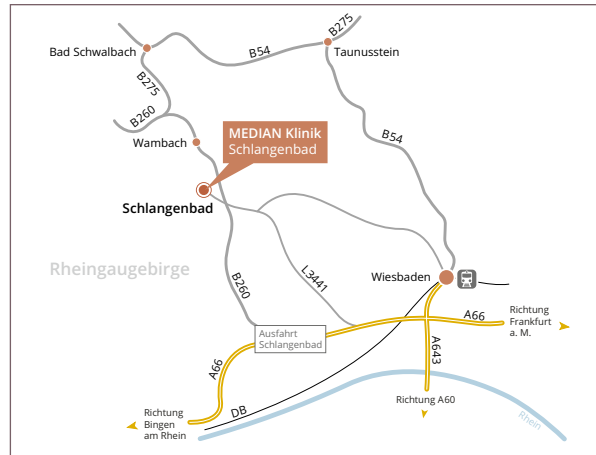 B275
Bad Schwalbach
B54
Taunusstein
B275
B260
MEDIAN Klinik
Schlangenbad
B54
Wambach
Schlangenbad
Rheingaugebirge
B260
L3441
Wiesbaden
Ausfahrt
Schlangenbad
A66
Richtung
Frankfurt
a. M.
A66
A643
Richtung A60
DB
Richtung
Bingen
am Rhein
Rhein